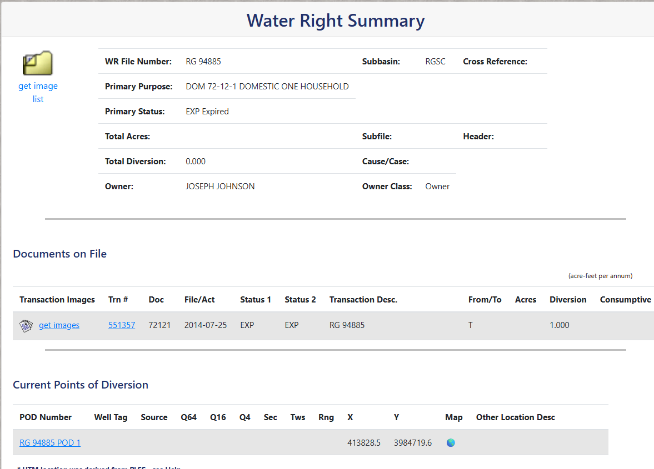 Water Right Summary
get image
list
WR File Number: RG 94885 Subbasin: RGSC Cross Reference:
Primary Purpose: DOM 72-12-1 DOMESTIC ONE HOUSEHOLD
Primary Status: EXP Expired
Total Acres: Subfile: Header:
Total Diversion: 0.000 Cause/Case:
Owner: JOSEPH JOHNSON Owner Class: Owner
Documents on File
(acre-feet per annum)
Transaction Images Trn # Doc File/Act Status 1 Status 2 Transaction Desc. From/To Acres Diversion Consumptive
get images 551357 72121 2014-07-25 EXP EXP RG 94885 T 1.000
Current Points of Diversion
POD Number Well Tag Source Q64 Q16 Q4 Sec Tws Rng X Y Map Other Location Desc
RG 94885 POD 1 413828.5 3984719.6